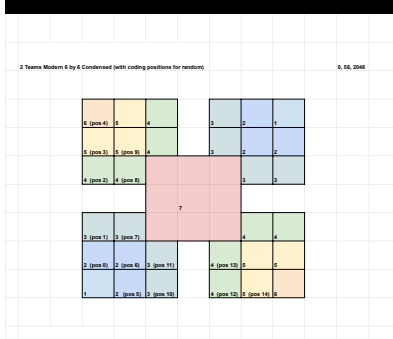 2 Teams Modern 6 by 6 Condensed (with coding positions for random) 0, 56, 2048
6 (pos 4) 5 4 3 2 1
5 (pos 3) 5 (pos 9) 4 3 2 2
4 (pos 2) 4 (pos 8) 3 3
7
3 (pos 1) 3 (pos 7) 4 4
2 (pos 0) 2 (pos 6) 3 (pos 11) 4 (pos 13) 5 5
1 2 (pos 5) 3 (pos 10) 4 (pos 12) 5 (pos 14) 6